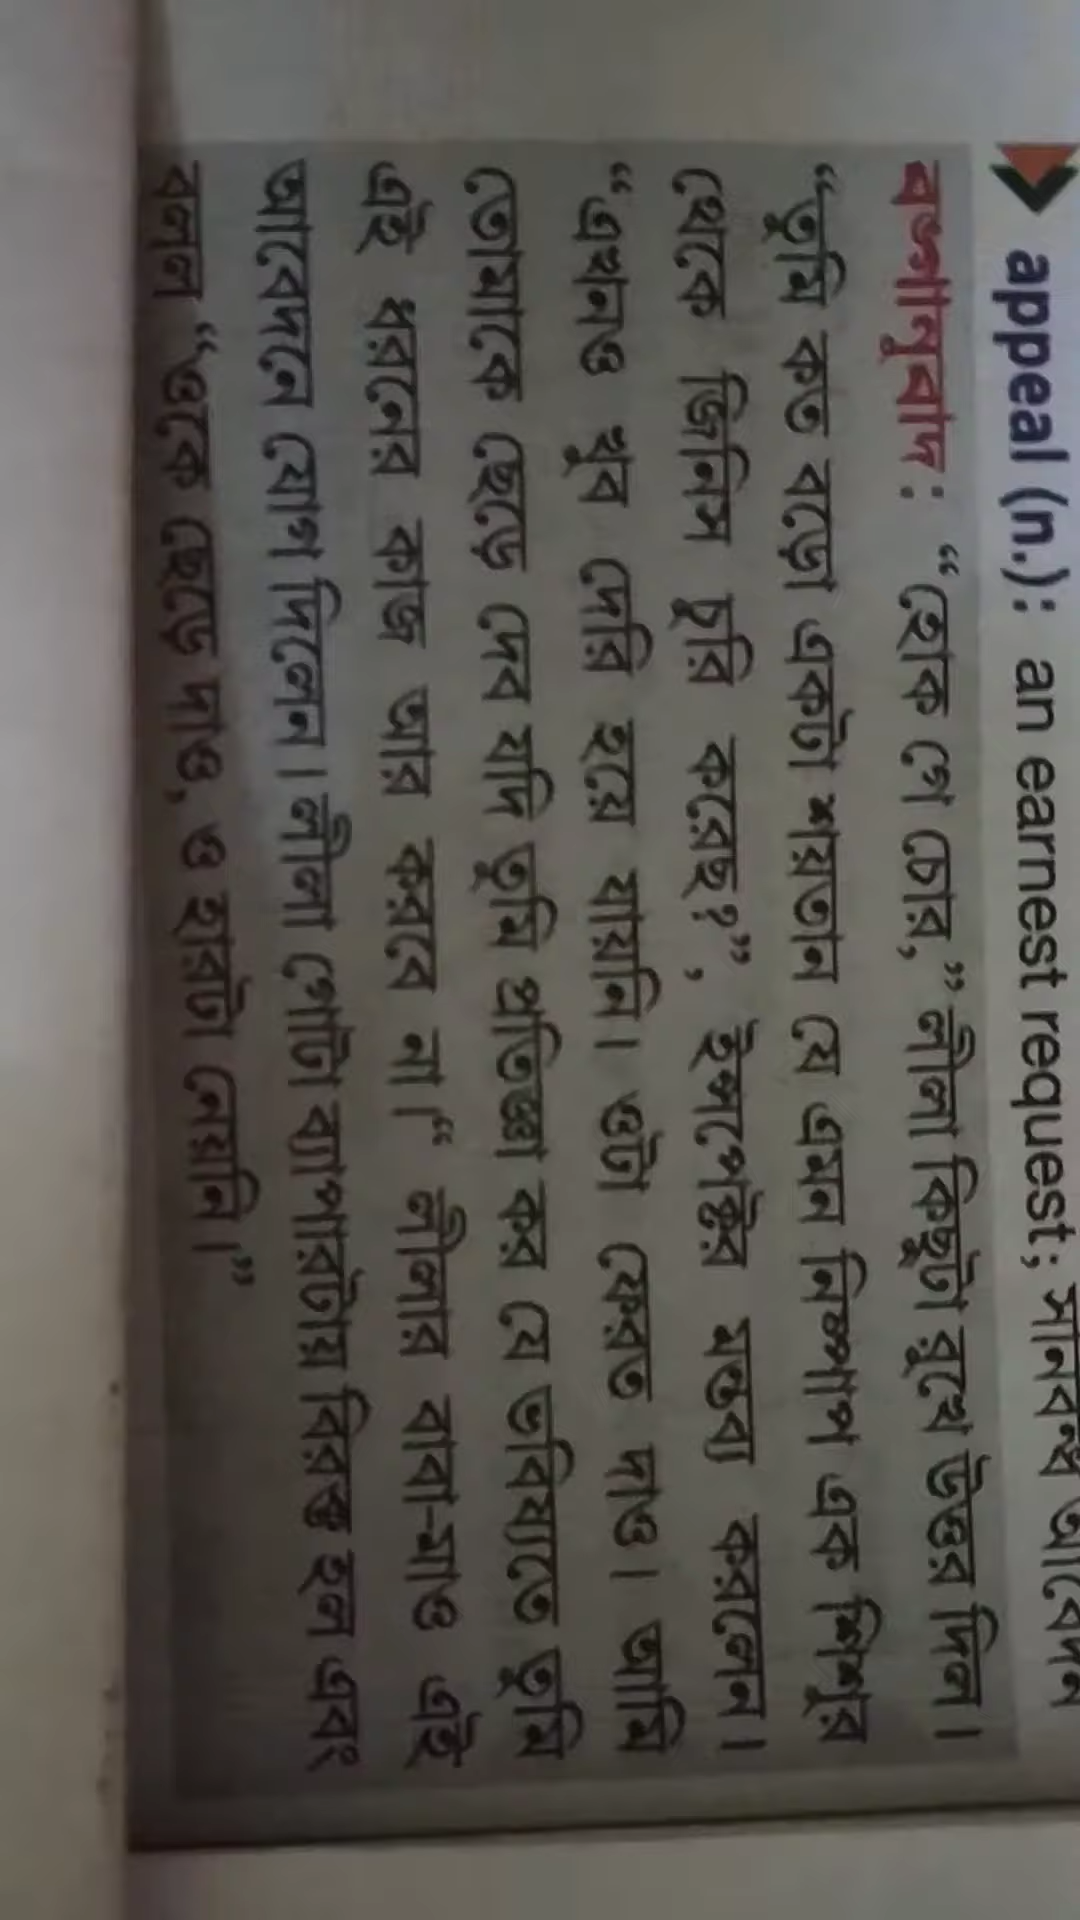 appeal (n.): an earnest request; সনির্বন্ধ আবেদন
বঙ্গানুবাদ : “হোক গে চোর,” লীলা কিছুটা রুখে উত্তর দিল।
“তুমি কত বড়ো একটা শয়তান যে এমন নিষ্পাপ এক শিশুর
থেকে জিনিস চুরি করেছ?”, ইন্সপেক্টর মন্তব্য করলেন।
“এখনও খুব দেরি হয়ে যায়নি। ওটা ফেরত দাও। আমি
তোমাকে ছেড়ে দেব যদি তুমি প্রতিজ্ঞা কর যে ভবিষ্যতে তুমি
এই ধরনের কাজ আর করবে না।“ লীলার বাবা-মাও এই
আবেদনে যোগ দিলেন। লীলা গোটা ব্যাপারটায় বিরক্ত হল এবং
বলল “ওকে ছেড়ে দাও, ও হারটা নেয়নি।”